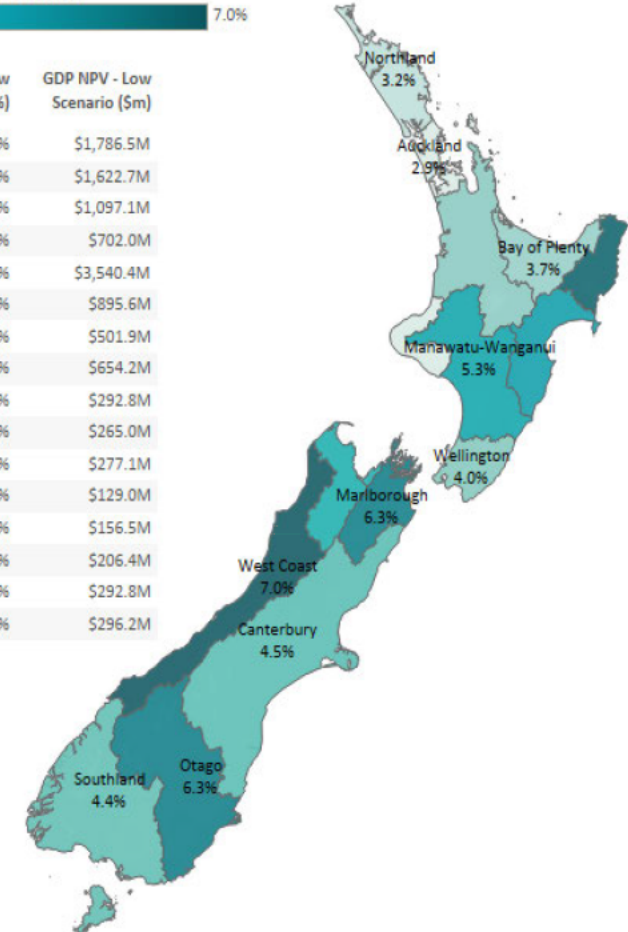 7.0%
w GDP NPV - Low
%) Scenario ($m)
% $1,786.5M
% $1,622.7M
% $1,097.1M
% $702.0M
% $3,540.4M
% $895.6M
% $501.9M
% $654.2M
% $292.8M
% $265.0M
% $277.1M
% $129.0M
% $156.5M
% $206.4M
% $292.8M
% $296.2M
Northland
3.2%
Auckland
2.9%
Bay of Plenty
3.7%
Manawatu-Wanganui
5.3%
Wellington
4.0%
Marlborough
6.3%
West Coast
7.0%
Canterbury
4.5%
Otago
6.3%
Southland
4.4%